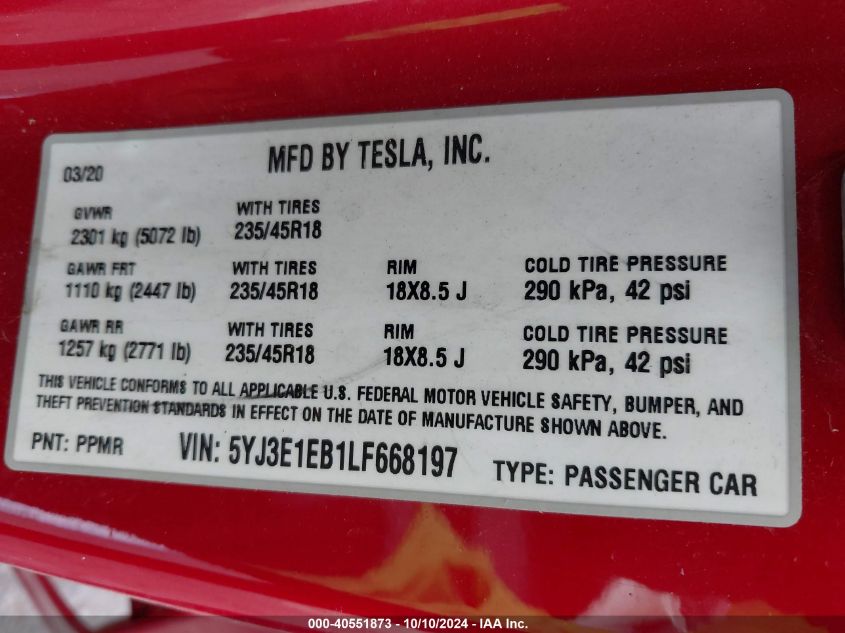 MFD BY TESLA, INC.
03/20
GVWR
2301 kg (5072 lb)
WITH TIRES
235/45R18
GAWR FRT
1110 kg (2447 lb)
WITH TIRES
235/45R18
RIM
18X8.5 J
COLD TIRE PRESSURE
290 kPa, 42 psi
GAWR RR
1257 kg (2771 lb)
WITH TIRES
235/45R18
RIM
18X8.5 J
COLD TIRE PRESSURE
290 kPa, 42 psi
THIS VEHICLE CONFORMS TO ALL APPLICABLE U.S. FEDERAL MOTOR VEHICLE SAFETY, BUMPER, AND
THEFT PREVENTION STANDARDS IN EFFECT ON THE DATE OF MANUFACTURE SHOWN ABOVE.
PNT: PPMR
VIN: 5YJ3E1EB1LF668197
TYPE: PASSENGER CAR
000-40551873 - 10/10/2024 - IAA Inc.